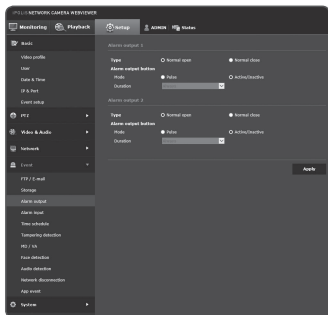 iPOLiS NETWORK CAMERA WEBVIEWER
Monitoring
Playback
Setup
ADMIN
Status
Basic
Video profile
User
Date & Time
IP & Port
Event setup
PTZ
Video & Audio
Network
Event
FTP / E-mail
Storage
Alarm output
Alarm input
Time schedule
Tampering detection
MD / VA
Face detection
Audio detection
Network disconnection
App event
System
Alarm output 1
Type
Normal open
Normal close
Alarm output button
Mode
Pulse
Active/Inactive
Duration
Alarm output 2
Type
Normal open
Normal close
Alarm output button
Mode
Pulse
Active/Inactive
Duration
Apply